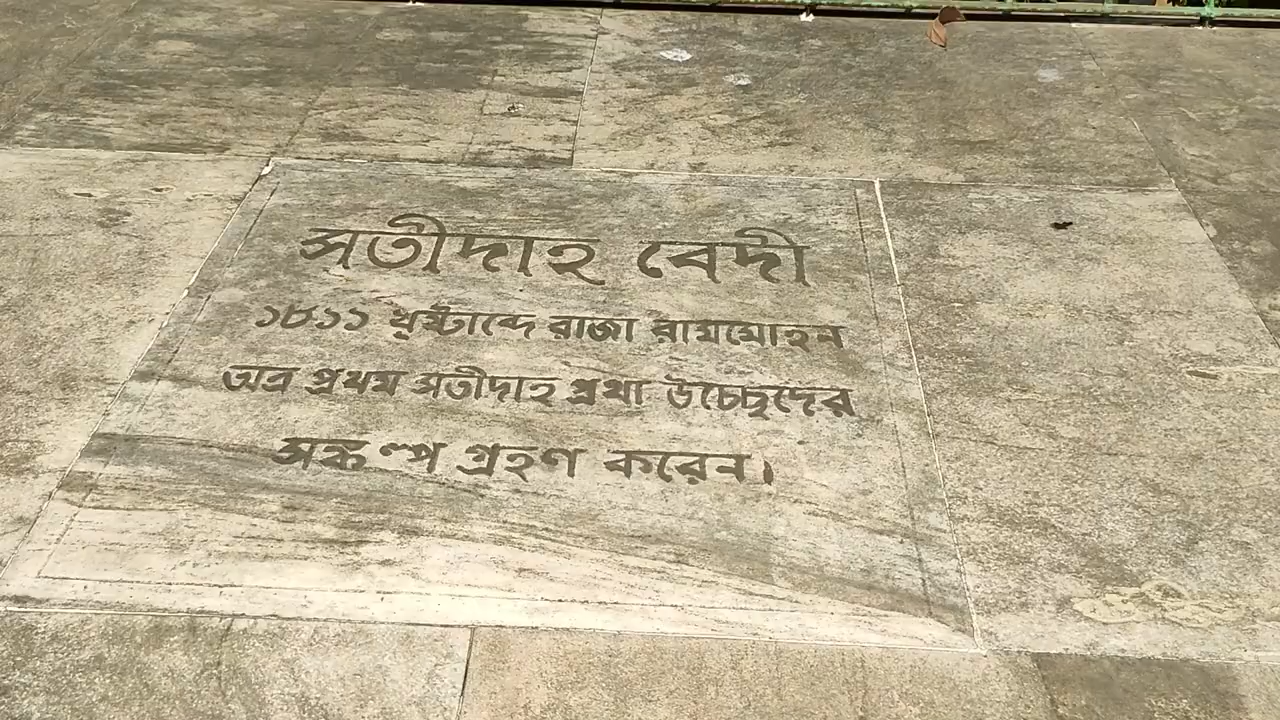 সতীদাহ বেদী
১৮১১ খৃষ্টাব্দে রাজা রামমোহন
অত্র প্রথম সতীদাহ প্রথা উচ্ছেদের
সঙ্কল্প গ্রহণ করেন।